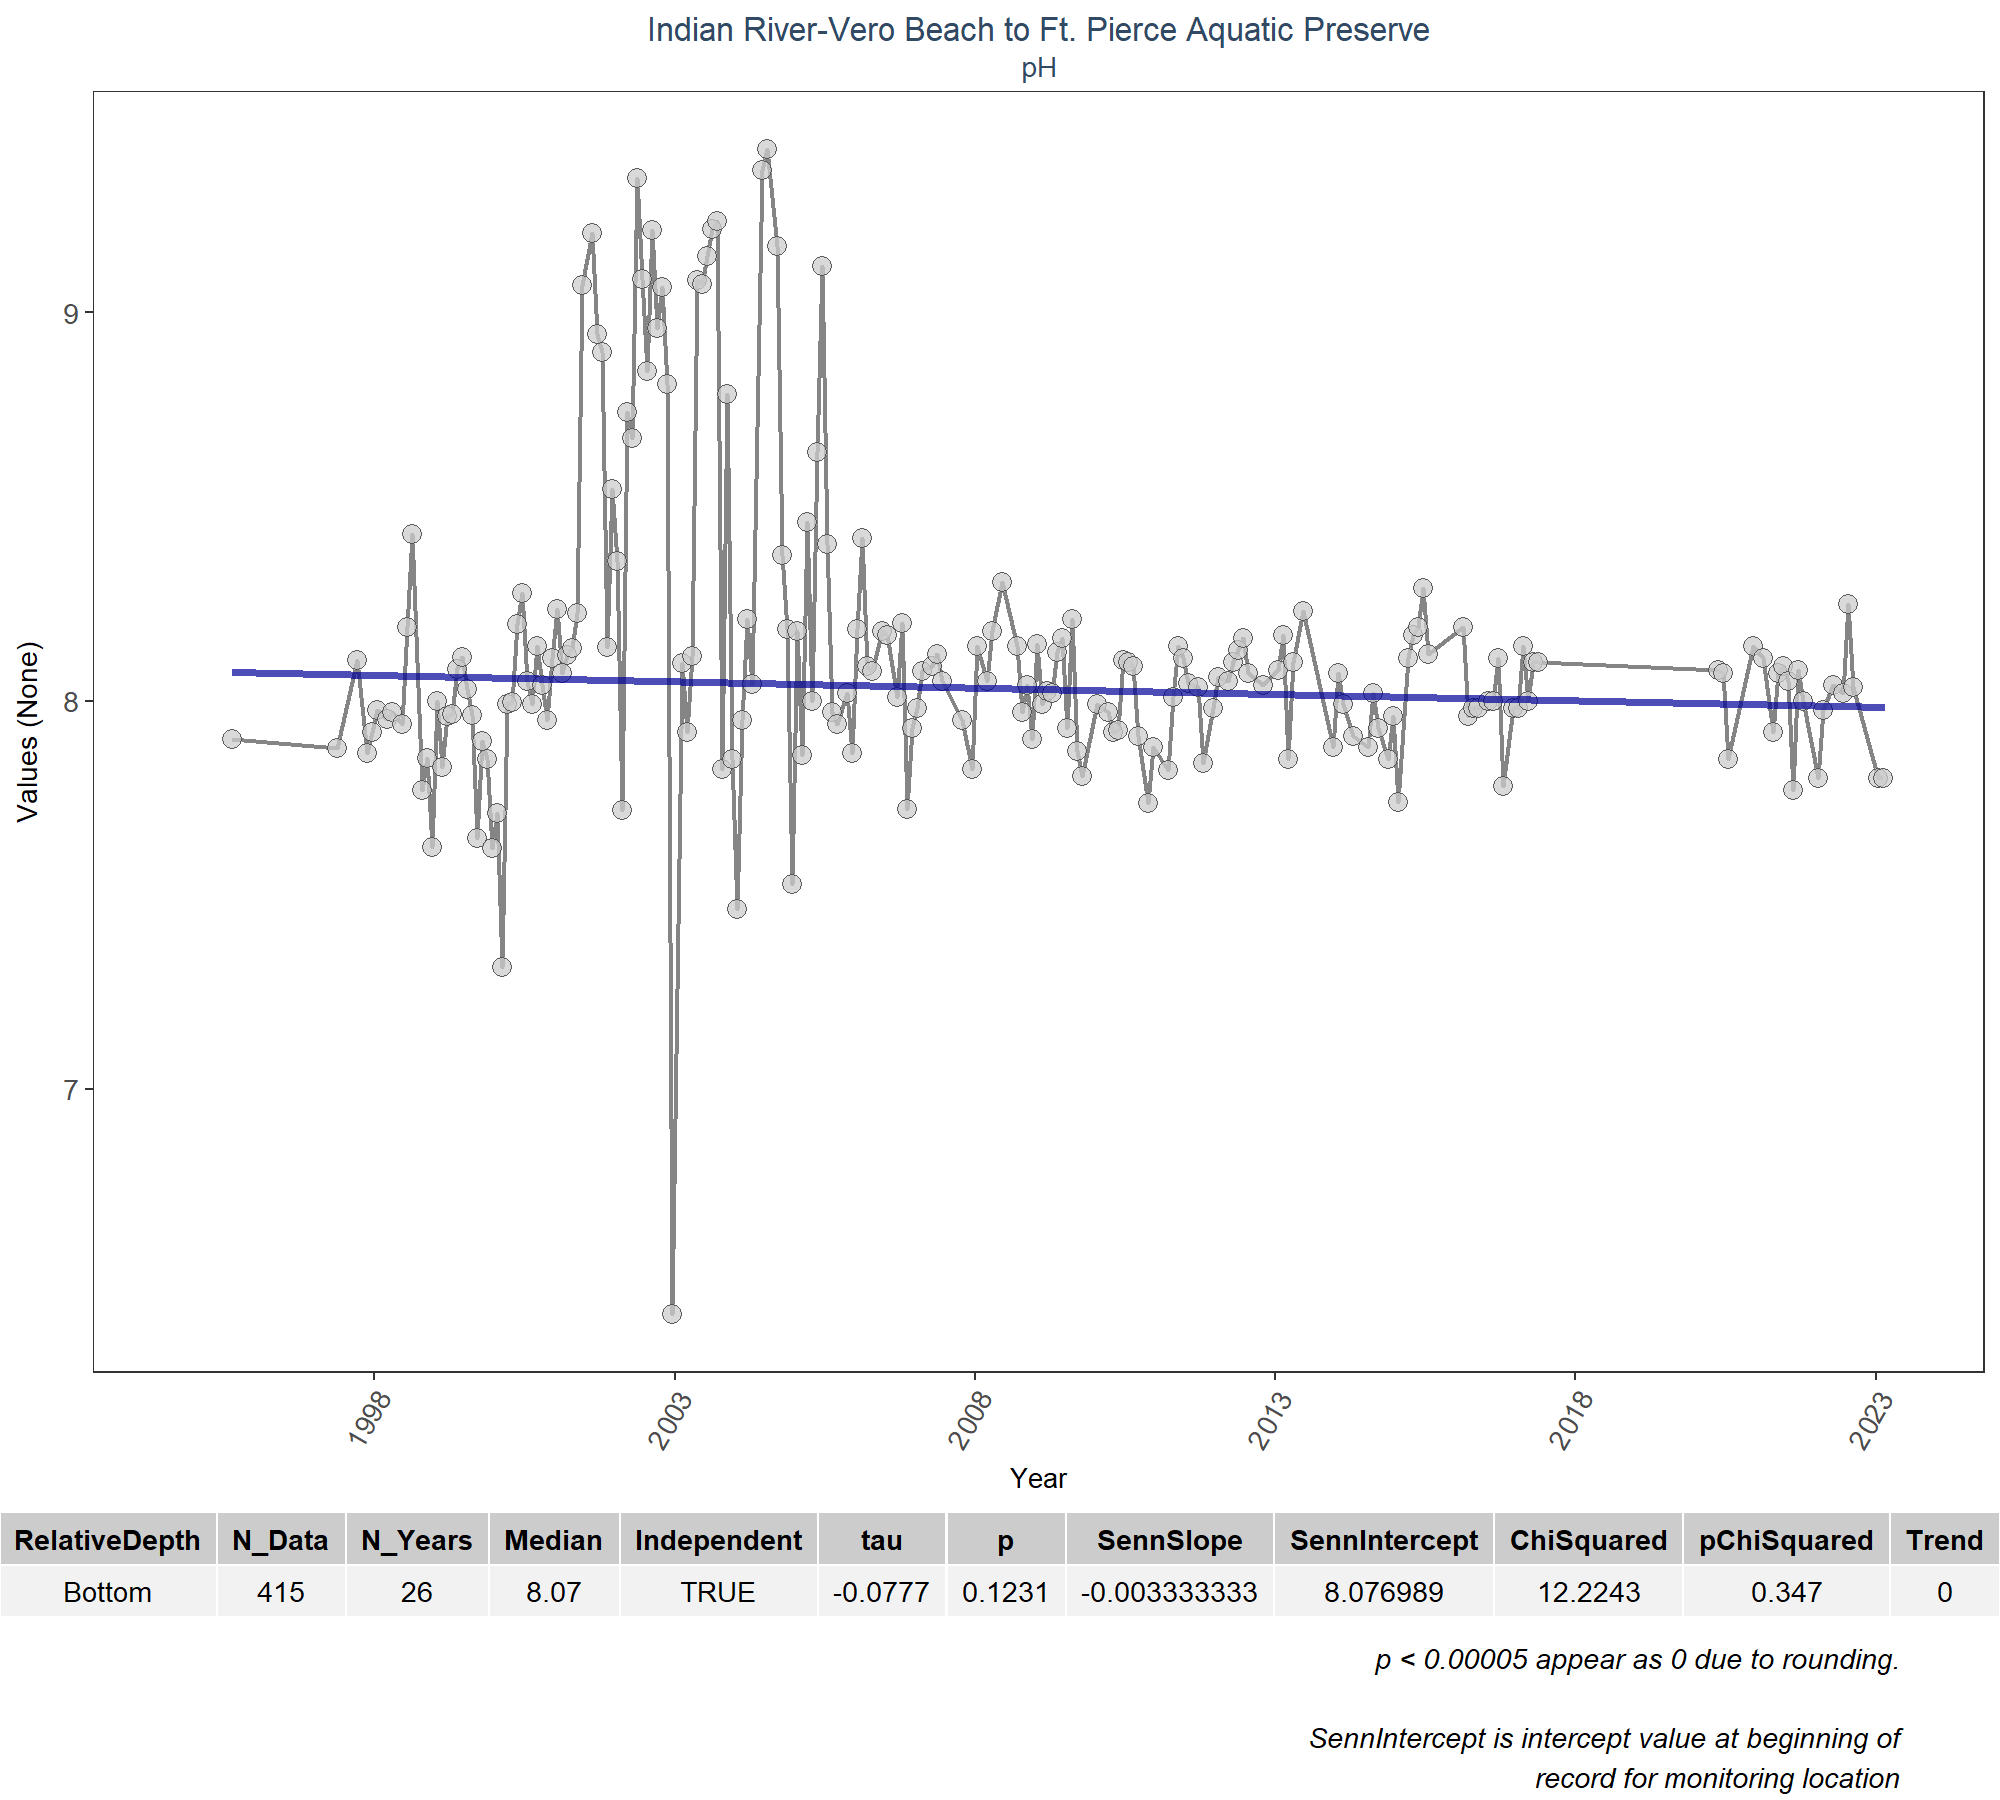 Indian River-Vero Beach to Ft. Pierce Aquatic Preserve
pH
Values (None)
9
8
7
1998
2003
2008
2013
2018
2023
Year
RelativeDepth N_Data N_Years Median Independent tau p SennSlope SennIntercept ChiSquared pChiSquared Trend
Bottom 415 26 8.07 TRUE -0.0777 0.1231 -0.003333333 8.076989 12.2243 0.347 0
p < 0.00005 appear as 0 due to rounding.
SennIntercept is intercept value at beginning of
record for monitoring location